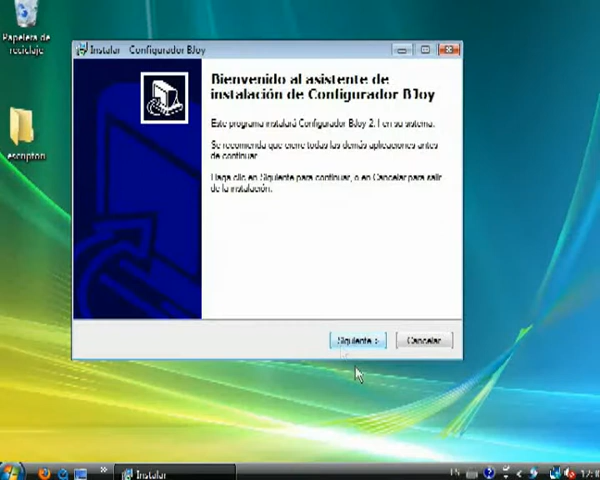 Papelera de
reciclaje
Instalar Configurador BJoy
Bienvenido al asistente de
instalación de Configurador BJoy
Este programa instalará Configurador BJoy 2.1 en su sistema.
Se recomienda que cierre todas las demás aplicaciones antes
de continuar.
Haga clic en Siguiente para continuar, o en Cancelar para salir
de la instalación.
Siguiente >
Cancelar
Instalar
ES